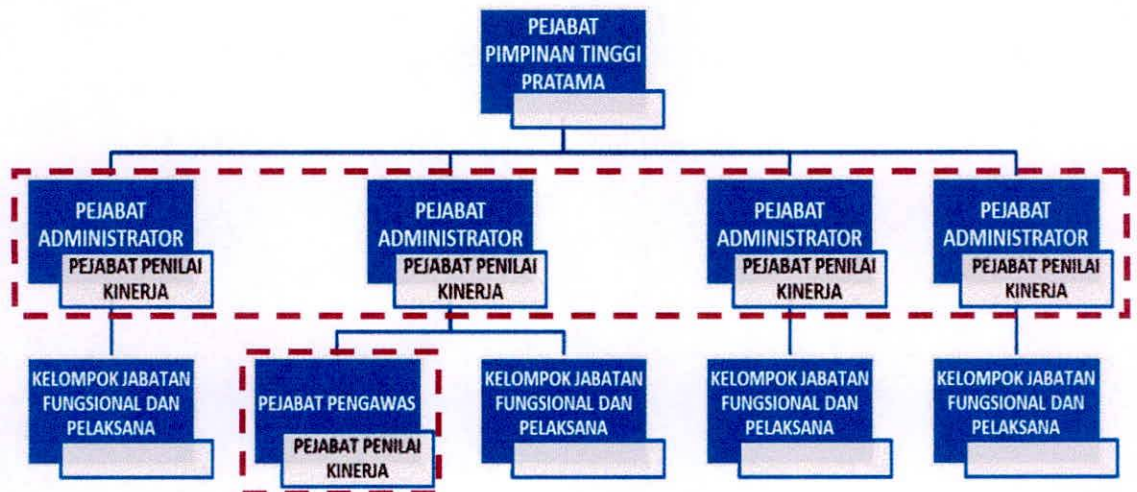 PEJABAT
PIMPINAN TINGGI
PRATAMA
PEJABAT
ADMINISTRATOR
PEJABAT PENILAI
KINERJA
PEJABAT
ADMINISTRATOR
PEJABAT PENILAI
KINERJA
PEJABAT
ADMINISTRATOR
PEJABAT PENILAI
KINERJA
PEJABAT
ADMINISTRATOR
PEJABAT PENILAI
KINERJA
KELOMPOK JABATAN
FUNGSIONAL DAN
PELAKSANA
PEJABAT PENGAWAS
PEJABAT PENILAI
KINERJA
KELOMPOK JABATAN
FUNGSIONAL DAN
PELAKSANA
KELOMPOK JABATAN
FUNGSIONAL DAN
PELAKSANA
KELOMPOK JABATAN
FUNGSIONAL DAN
PELAKSANA